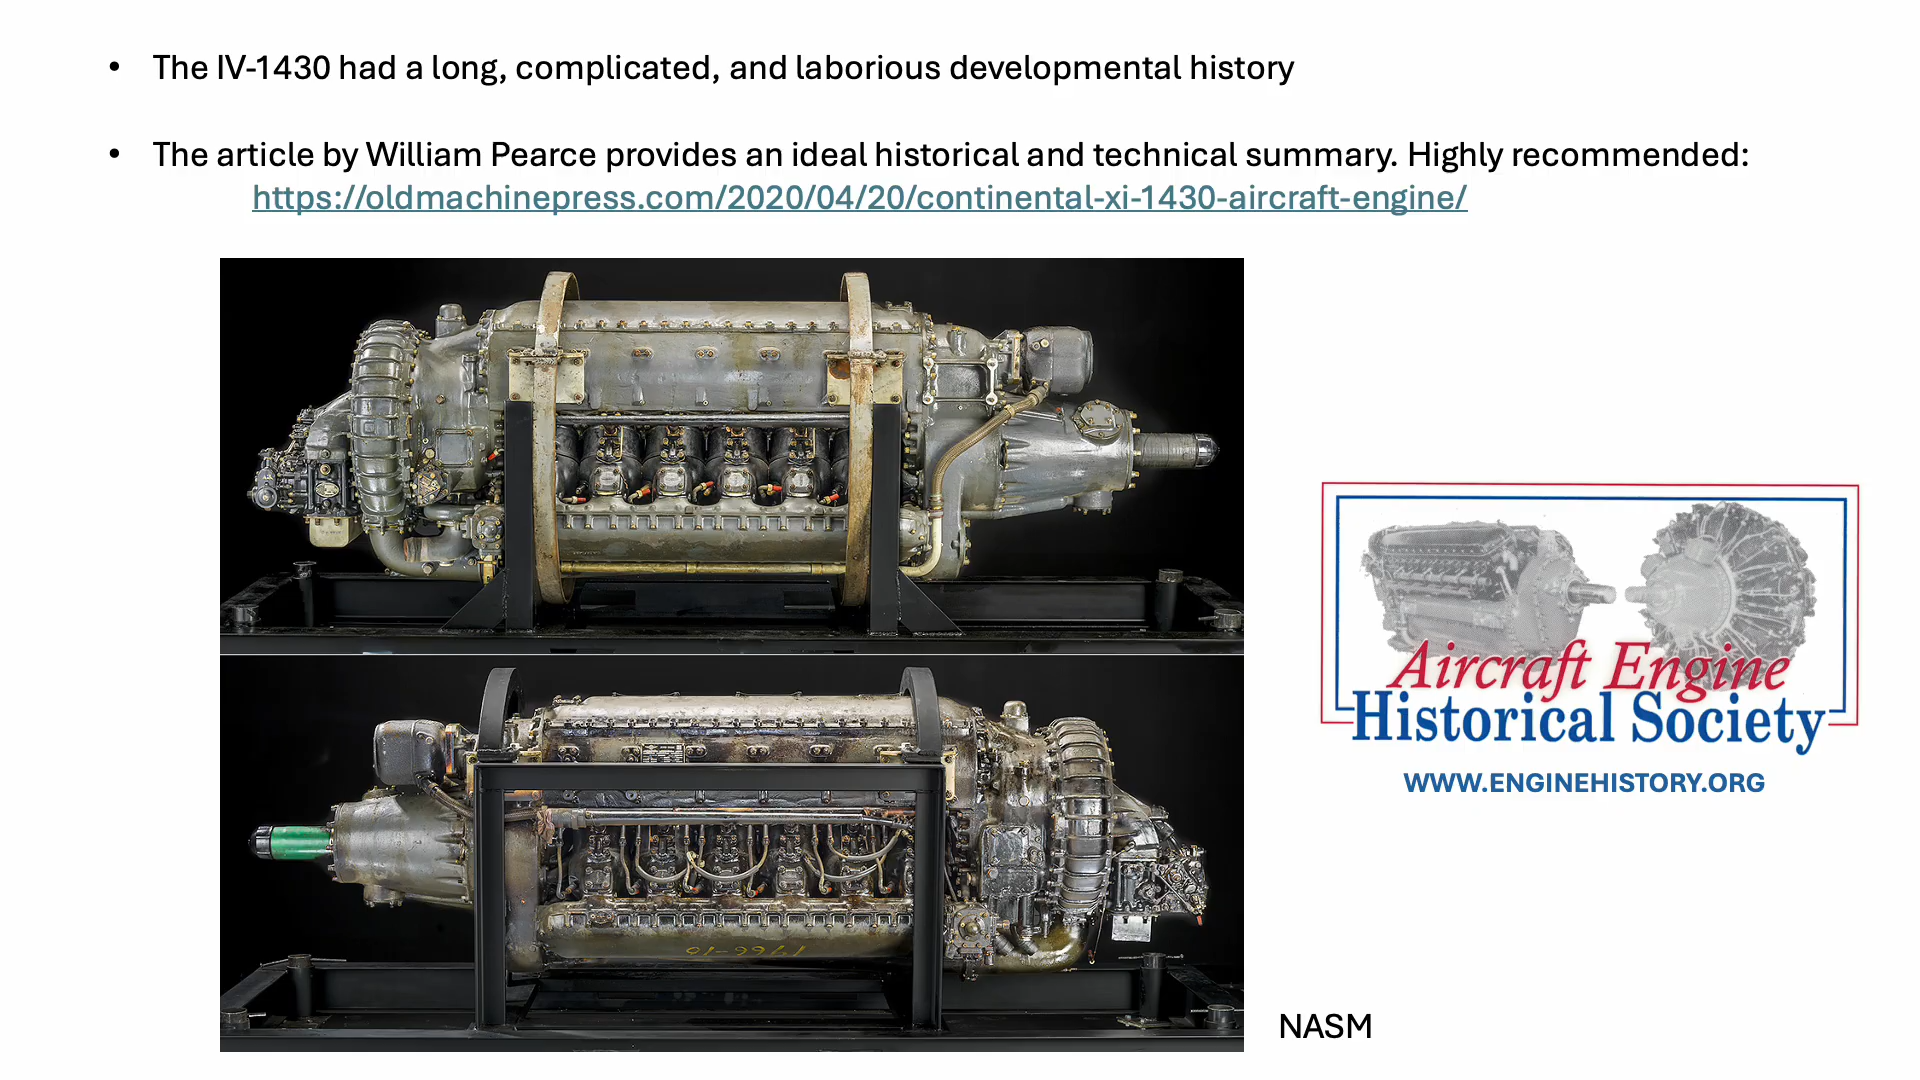 • The IV-1430 had a long, complicated, and laborious developmental history
• The article by William Pearce provides an ideal historical and technical summary. Highly recommended:
https://oldmachinepress.com/2020/04/20/continental-xi-1430-aircraft-engine/
Aircraft Engine
Historical Society
WWW.ENGINEHISTORY.ORG
NASM